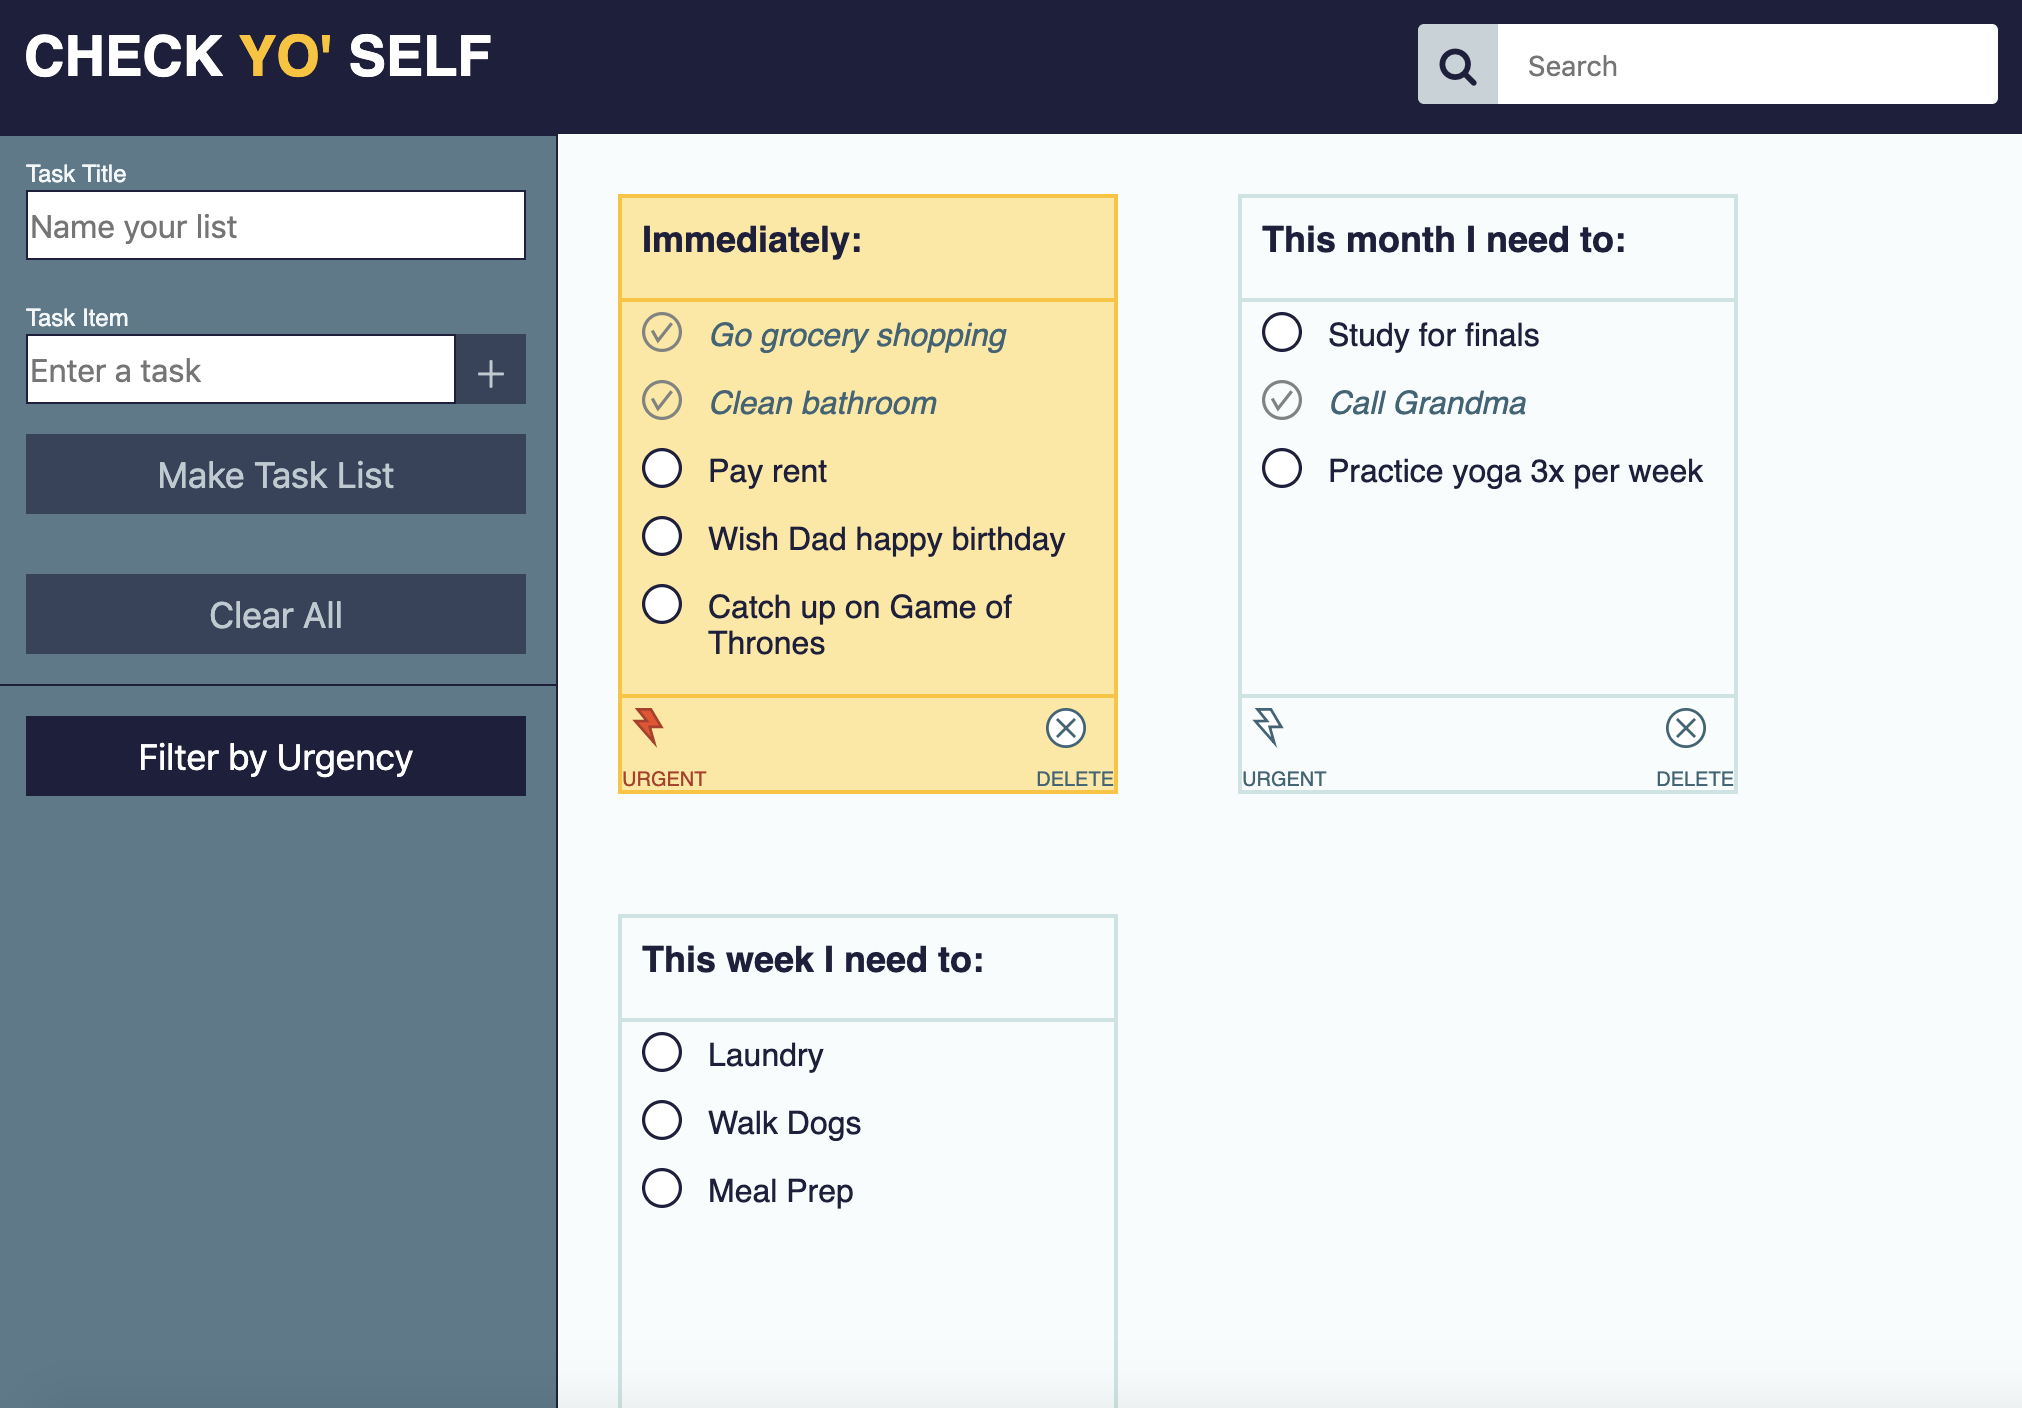 CHECK YO' SELF
Search
Task Title
Name your list
Task Item
Enter a task
+
Make Task List
Clear All
Filter by Urgency
Immediately:
Go grocery shopping
Clean bathroom
Pay rent
Wish Dad happy birthday
Catch up on Game of
Thrones
URGENT
DELETE
This month I need to:
Study for finals
Call Grandma
Practice yoga 3x per week
URGENT
DELETE
This week I need to:
Laundry
Walk Dogs
Meal Prep